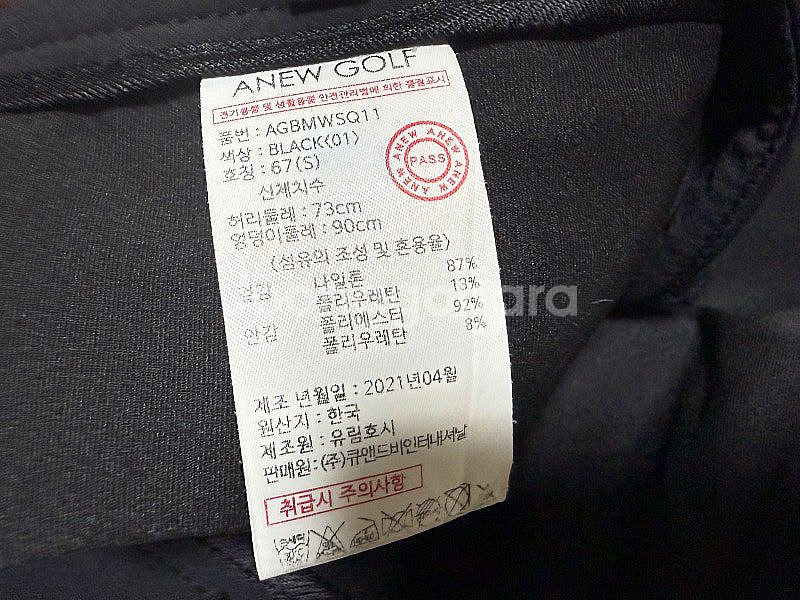 ANEW GOLF
전기용품 및 생활용품 안전관리법에 의한 품질표시
품번 : AGBMWSQ11
색상 : BLACK(01)
호칭 : 67(S)
ANEW ANEW ANEW ANEW
PASS
신체치수
허리둘레 : 73cm
엉덩이둘레 : 90cm
(섬유의 조성 및 혼용율)
겉감 나일론 87%
폴리우레탄 13%
안감 폴리에스터 92%
폴리우레탄 8%
제조 년월일 : 2021년04월
원산지 : 한국
제조원 : 유림호시
판매원 : (주)큐앤드비인터내셔날
취급시 주의사항